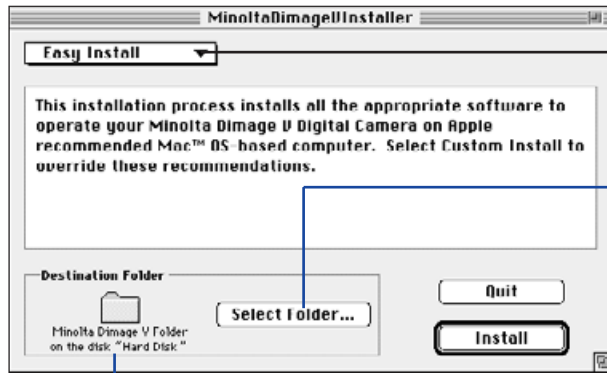 MinoltaDimageVInstaller
Easy Install
This installation process installs all the appropriate software to
operate your Minolta Dimage V Digital Camera on Apple
recommended Mac™ OS-based computer. Select Custom Install to
override these recommendations.
Destination Folder
Select Folder...
Minolta Dimage V Folder
on the disk "Hard Disk "
Quit
Install